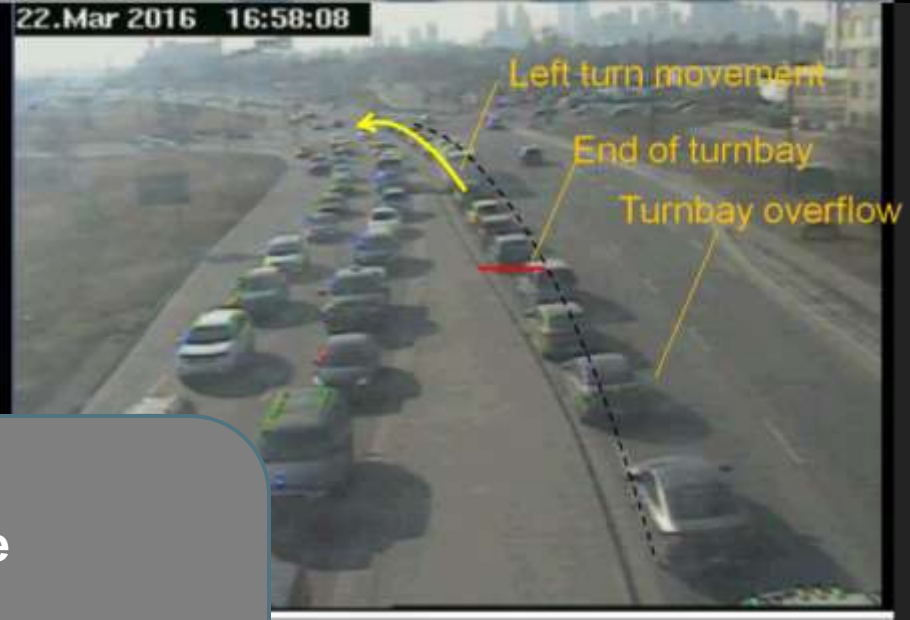 22.Mar 2016 16:58:08
Left turn movement
End of turnbay
Turnbay overflow
e